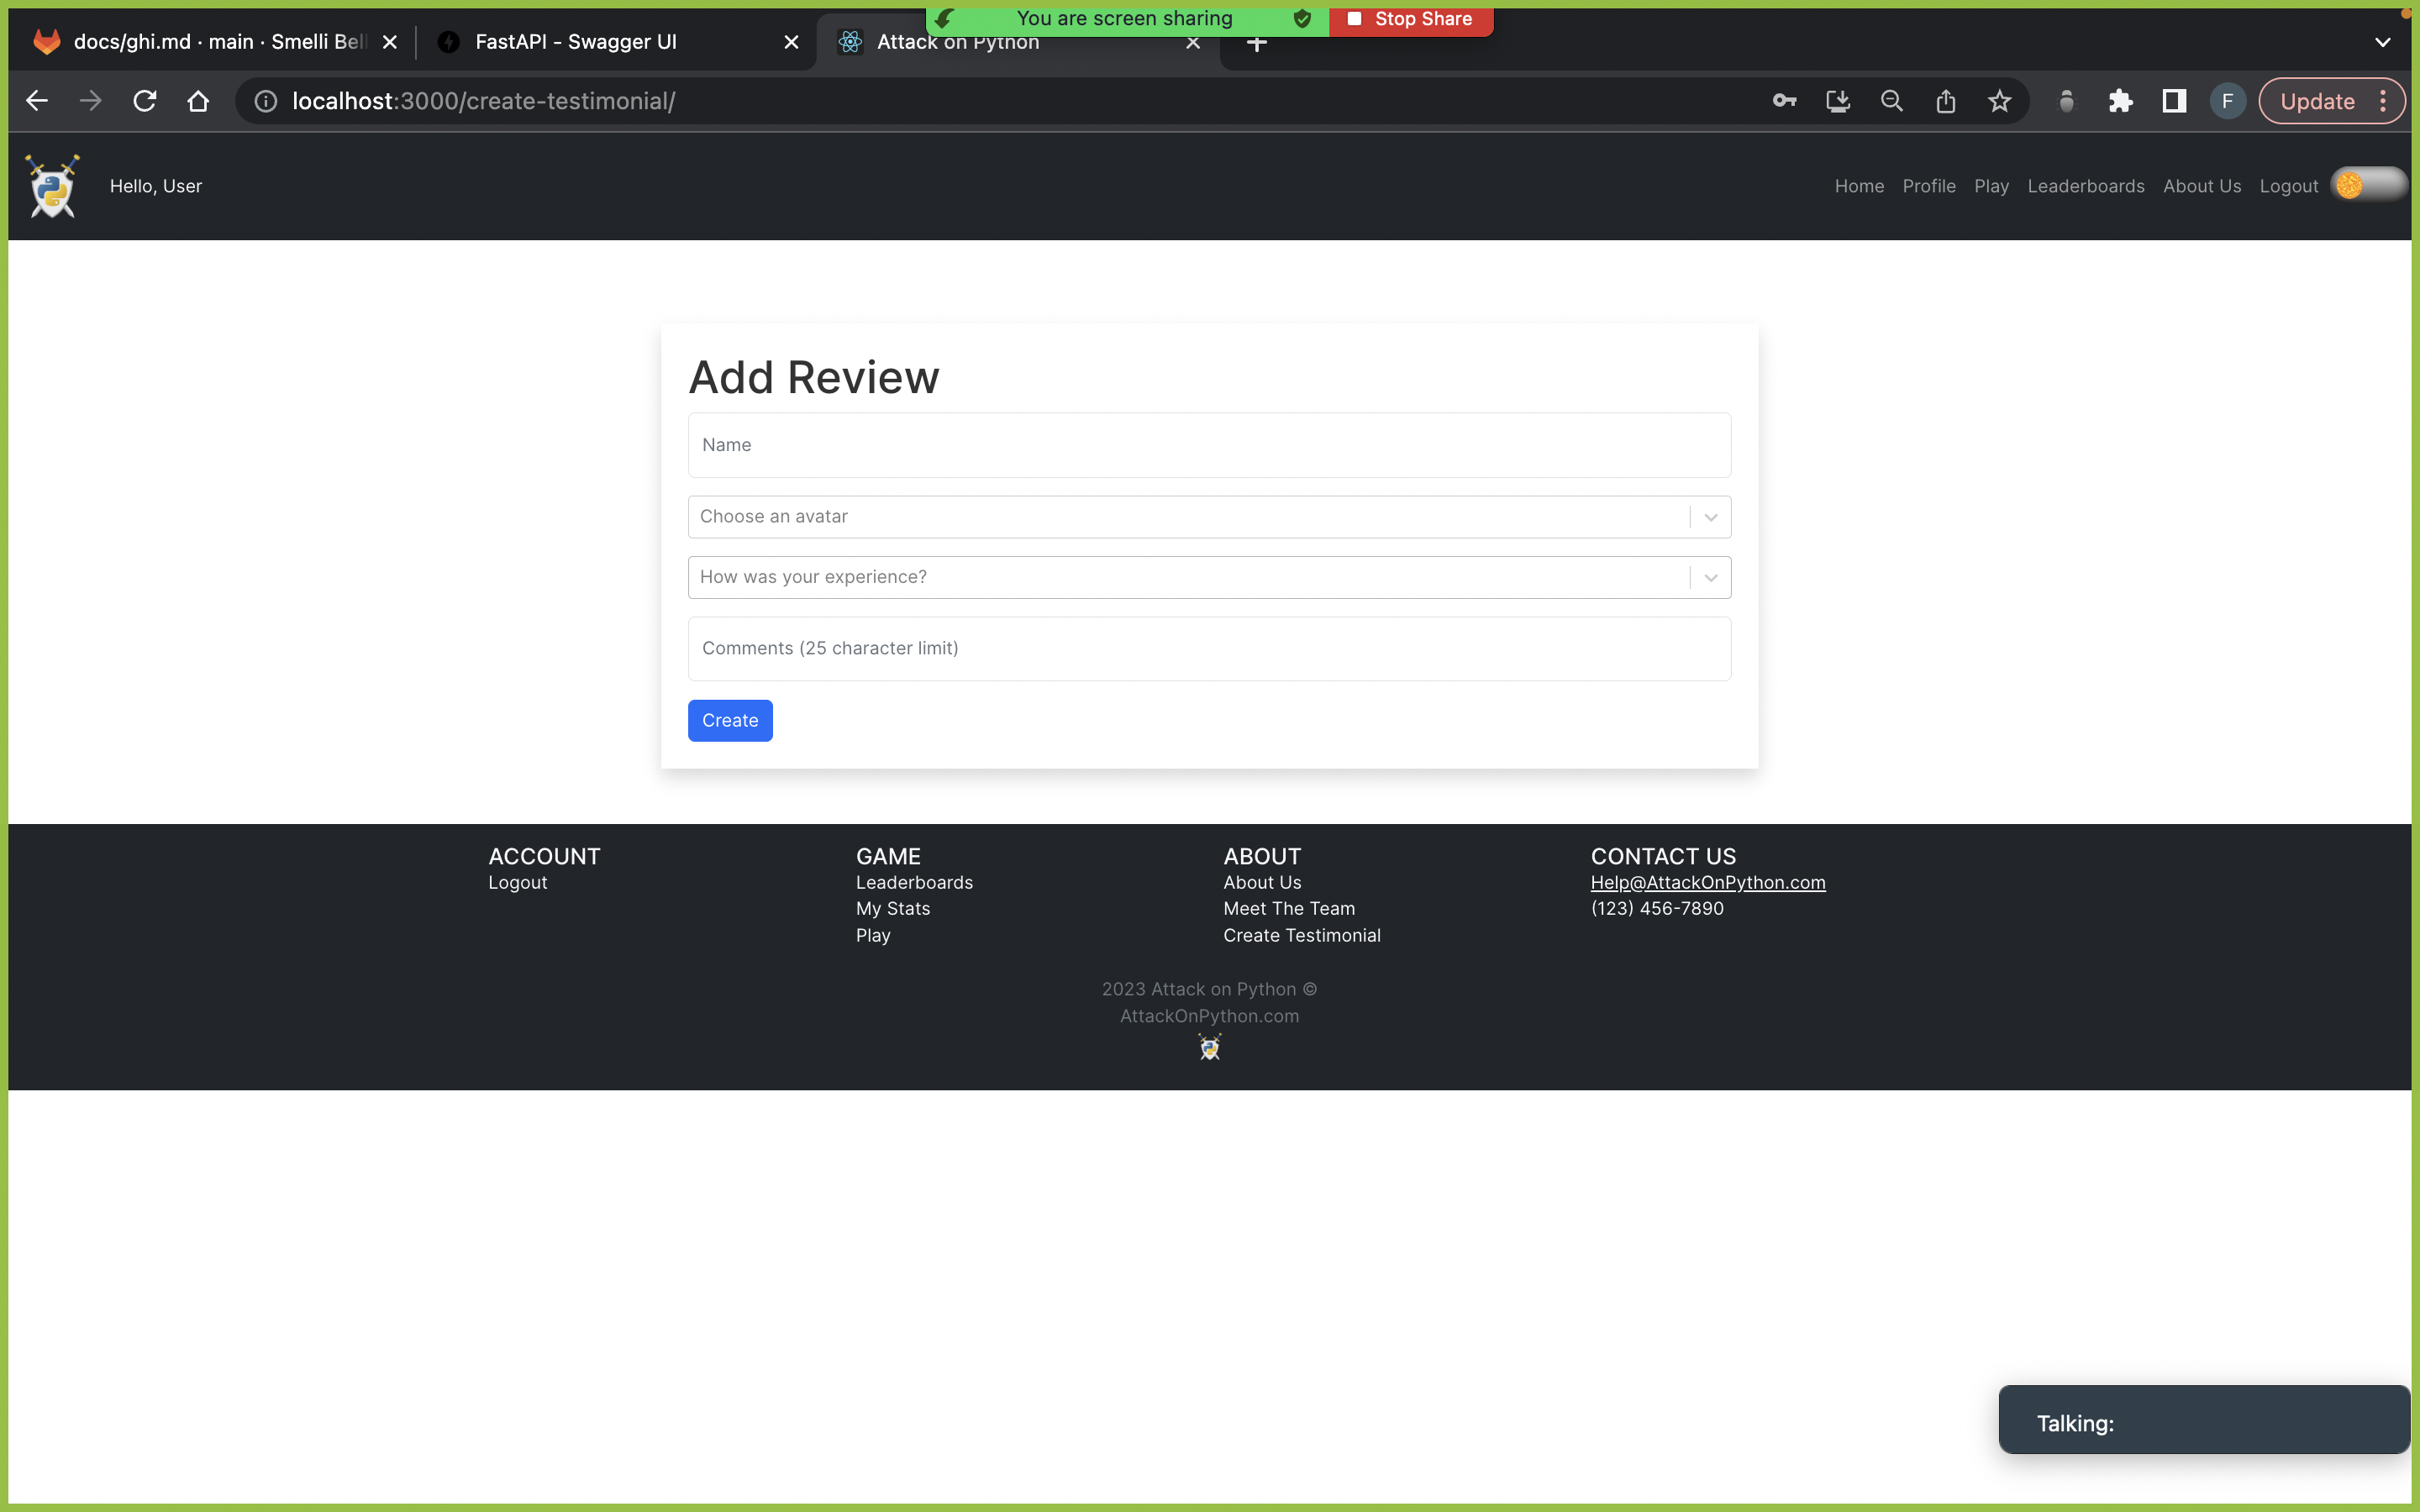 You are screen sharing Stop Share
docs/ghi.md · main · Smelli Bell FastAPI - Swagger UI Attack on Python
localhost:3000/create-testimonial/ F Update
Hello, User Home Profile Play Leaderboards About Us Logout
Add Review
Name
Choose an avatar
How was your experience?
Comments (25 character limit)
Create
ACCOUNT
Logout
GAME
Leaderboards
My Stats
Play
ABOUT
About Us
Meet The Team
Create Testimonial
CONTACT US
Help@AttackOnPython.com
(123) 456-7890
2023 Attack on Python ©
AttackOnPython.com
Talking: